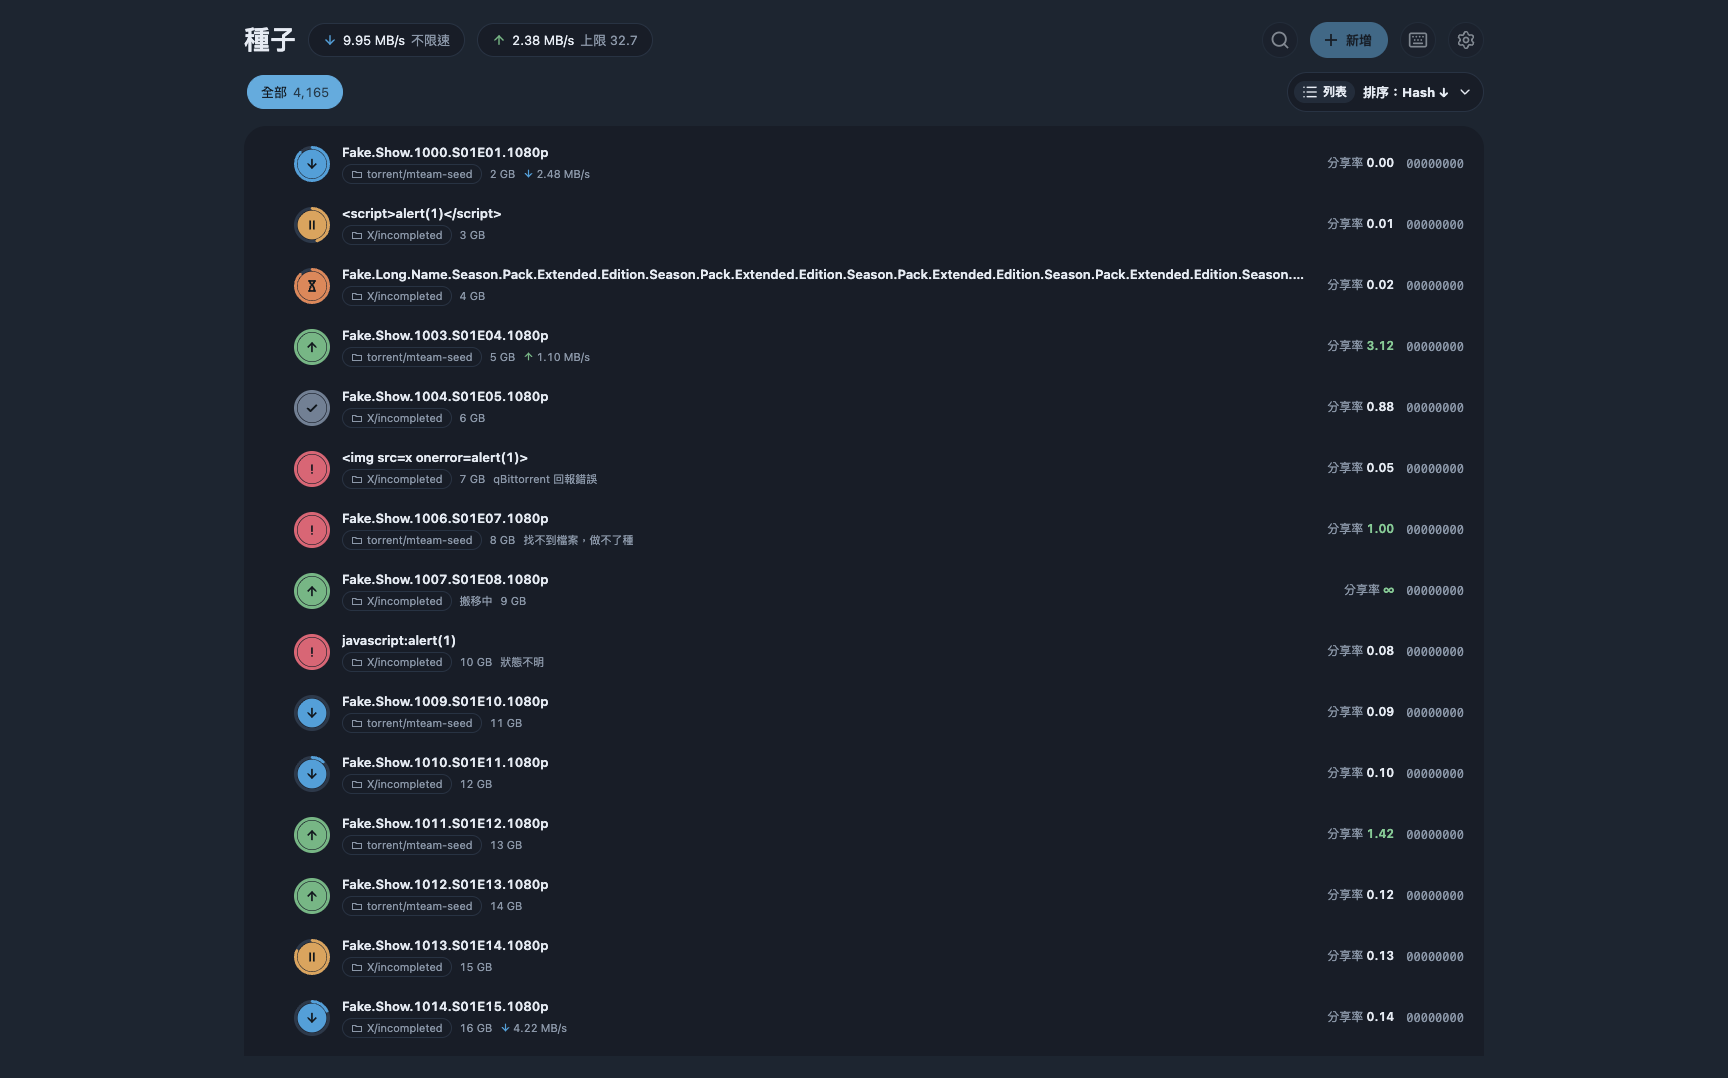 種子 9.95 MB/s 不限速 2.38 MB/s 上限 32.7 新增
全部 4,165 列表 排序：Hash ↓
Fake.Show.1000.S01E01.1080p
torrent/mteam-seed 2 GB ↓ 2.48 MB/s 分享率 0.00 00000000
<script>alert(1)</script>
X/incompleted 3 GB 分享率 0.01 00000000
Fake.Long.Name.Season.Pack.Extended.Edition.Season.Pack.Extended.Edition.Season.Pack.Extended.Edition.Season.Pack.Extended.Edition.Season....
X/incompleted 4 GB 分享率 0.02 00000000
Fake.Show.1003.S01E04.1080p
torrent/mteam-seed 5 GB ↑ 1.10 MB/s 分享率 3.12 00000000
Fake.Show.1004.S01E05.1080p
X/incompleted 6 GB 分享率 0.88 00000000
<img src=x onerror=alert(1)>
X/incompleted 7 GB qBittorrent 回報錯誤 分享率 0.05 00000000
Fake.Show.1006.S01E07.1080p
torrent/mteam-seed 8 GB 找不到檔案，做不了種 分享率 1.00 00000000
Fake.Show.1007.S01E08.1080p
X/incompleted 搬移中 9 GB 分享率 ∞ 00000000
javascript:alert(1)
X/incompleted 10 GB 狀態不明 分享率 0.08 00000000
Fake.Show.1009.S01E10.1080p
torrent/mteam-seed 11 GB 分享率 0.09 00000000
Fake.Show.1010.S01E11.1080p
X/incompleted 12 GB 分享率 0.10 00000000
Fake.Show.1011.S01E12.1080p
torrent/mteam-seed 13 GB 分享率 1.42 00000000
Fake.Show.1012.S01E13.1080p
torrent/mteam-seed 14 GB 分享率 0.12 00000000
Fake.Show.1013.S01E14.1080p
X/incompleted 15 GB 分享率 0.13 00000000
Fake.Show.1014.S01E15.1080p
X/incompleted 16 GB ↓ 4.22 MB/s 分享率 0.14 00000000